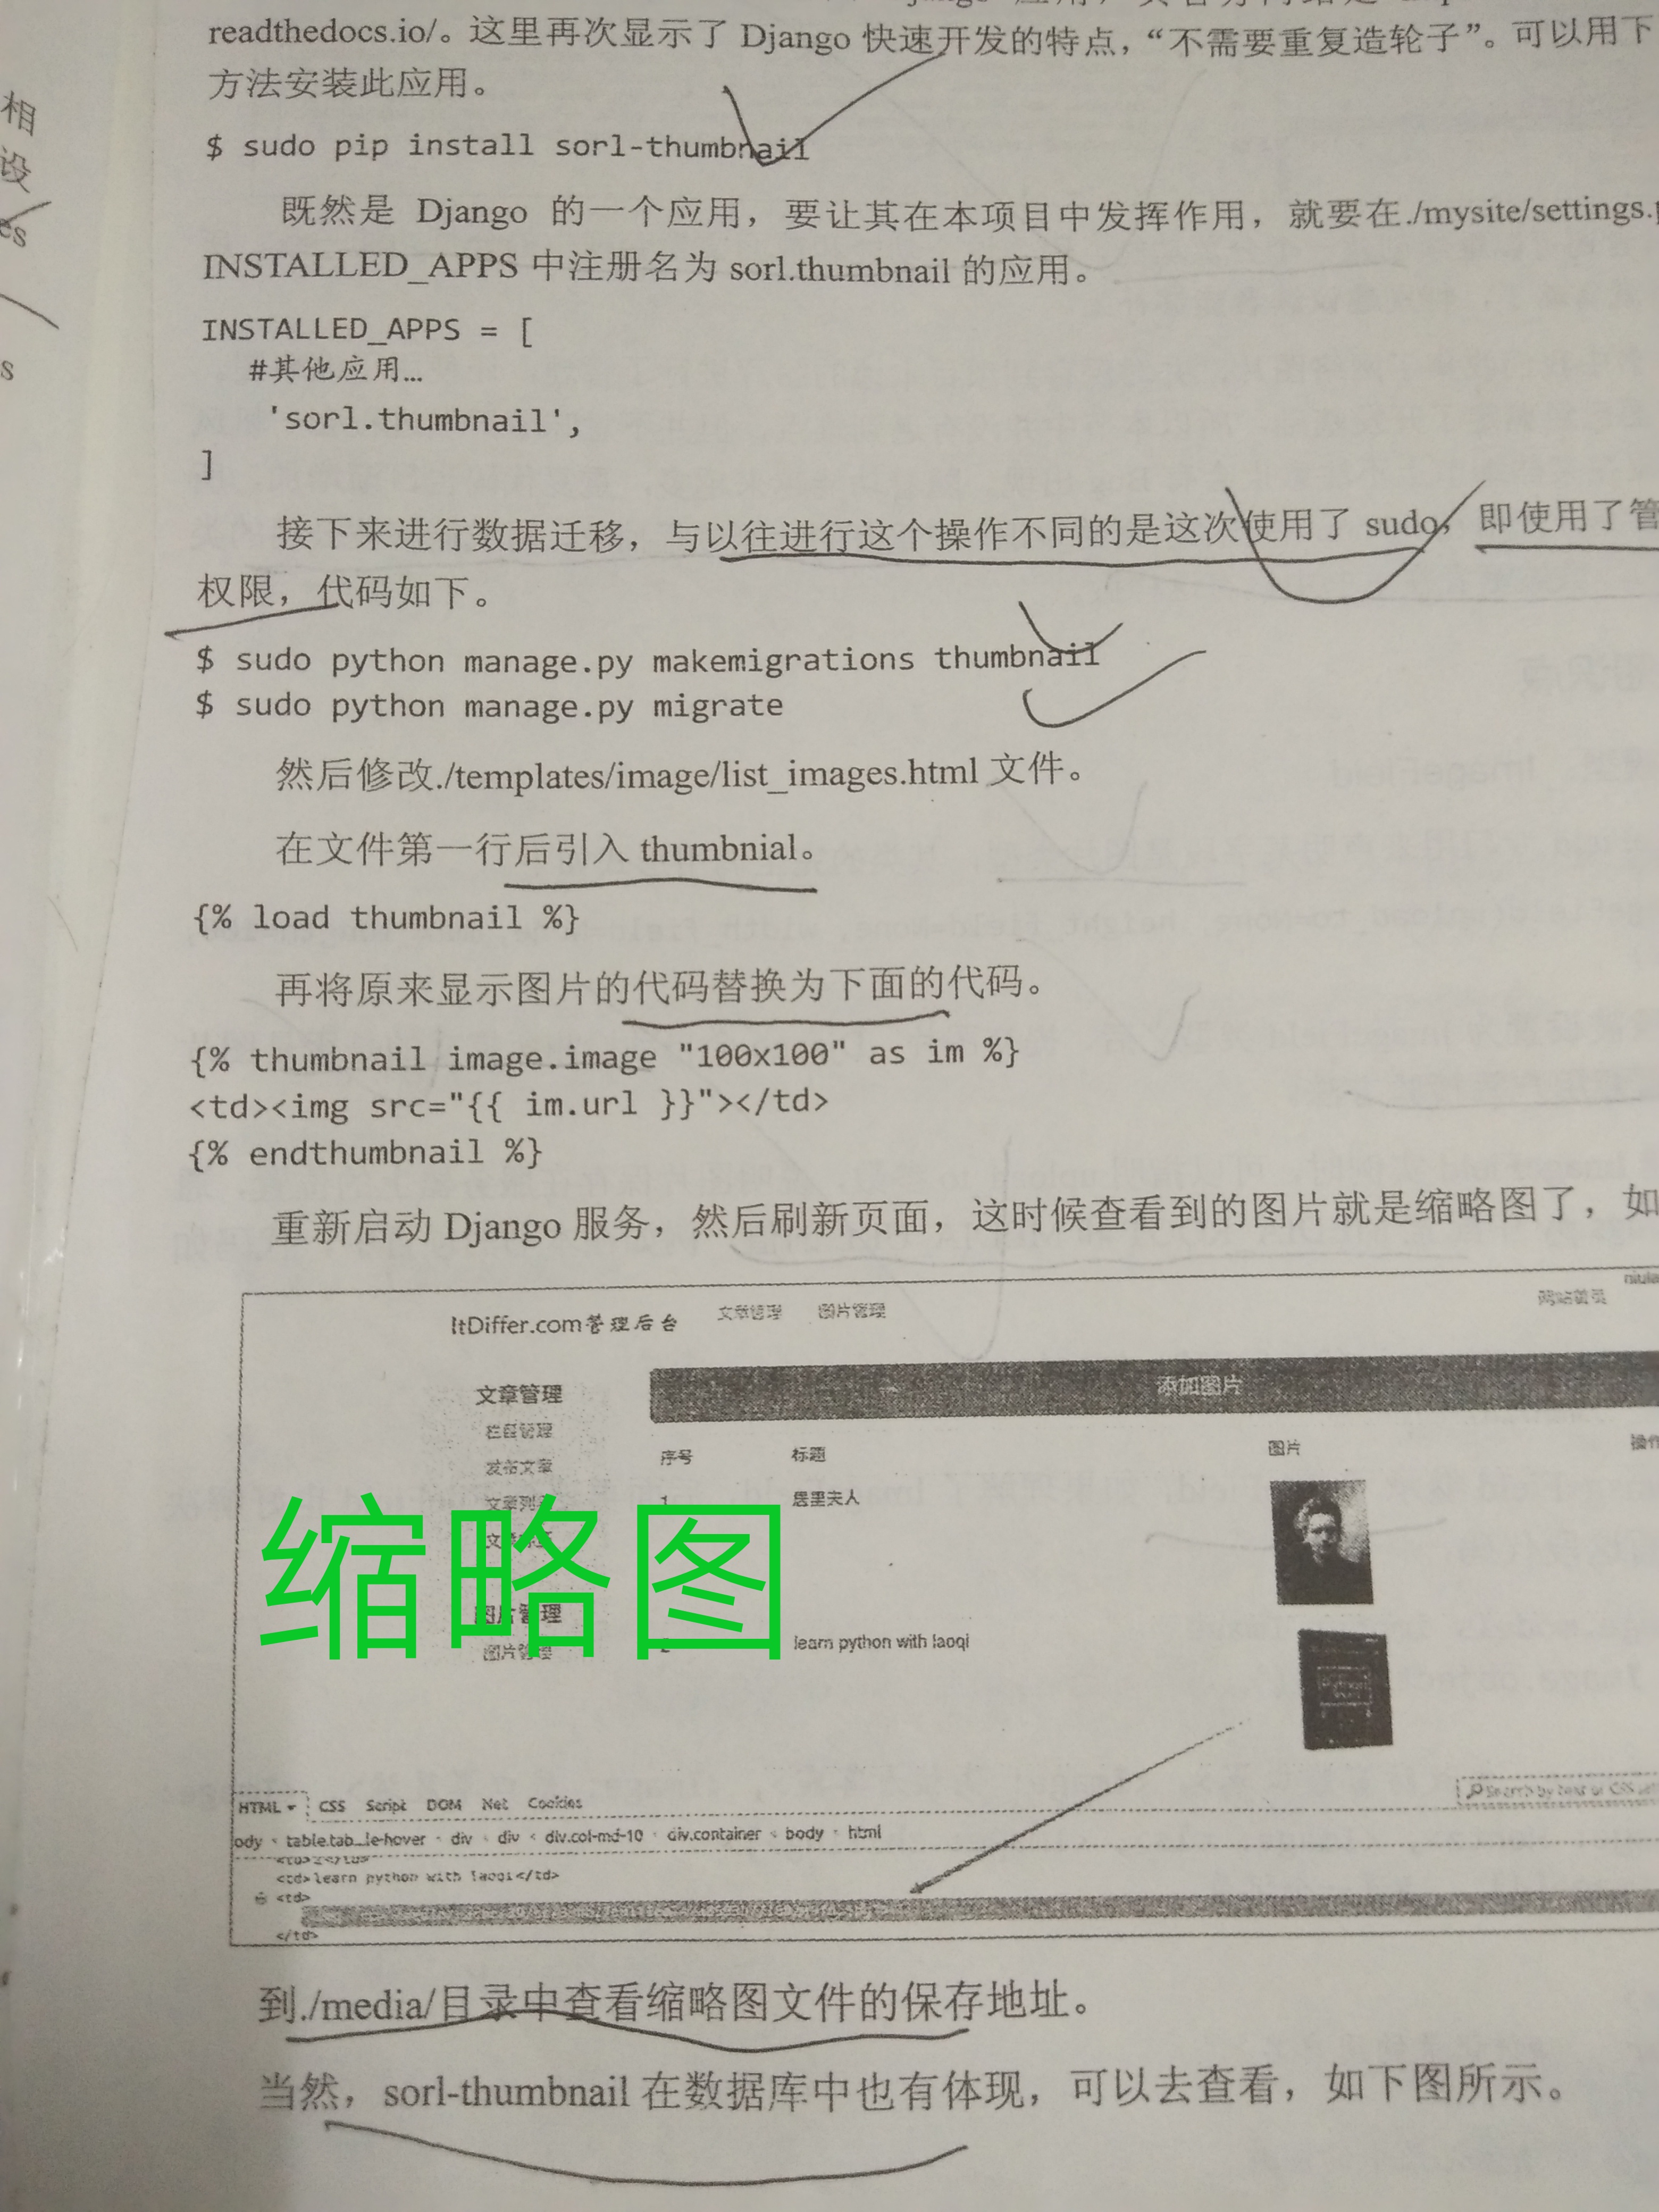 readthedocs.io/。这里再次显示了 Django 快速开发的特点，“不需要重复造轮子”。可以用下
方法安装此应用。
$ sudo pip install sorl-thumbnail
既然是 Django 的一个应用，要让其在本项目中发挥作用，就要在./mysite/settings.
INSTALLED_APPS 中注册名为 sorl.thumbnail 的应用。
INSTALLED_APPS = [
#其他应用…
'sorl.thumbnail',
]
接下来进行数据迁移，与以往进行这个操作不同的是这次使用了 sudo，即使用了管
权限，代码如下。
$ sudo python manage.py makemigrations thumbnail
$ sudo python manage.py migrate
然后修改./templates/image/list_images.html 文件。
在文件第一行后引入 thumbnial。
{% load thumbnail %}
再将原来显示图片的代码替换为下面的代码。
{% thumbnail image.image "100x100" as im %}
<td><img src="{{ im.url }}"></td>
{% endthumbnail %}
重新启动 Django 服务，然后刷新页面，这时候查看到的图片就是缩略图了，如
ItDiffer.com管理后台 文章管理 图片管理 网站首页
文章管理 添加图片
栏目管理 序号 标题 图片 操作
发布文章
文章列 1 居里夫人
缩略图
图片管理
图片管理 learn python with laoqi
HTML CSS Script DOM Net Cookies Search by text or CSS
ody < table.tab...le-hover < div < div < div.col-md-10 < div.container < body < html
<td>2</td>
<td>learn python with laoqi</td>
<td>
</td>
到./media/目录中查看缩略图文件的保存地址。
当然，sorl-thumbnail 在数据库中也有体现，可以去查看，如下图所示。
相
设
es
s